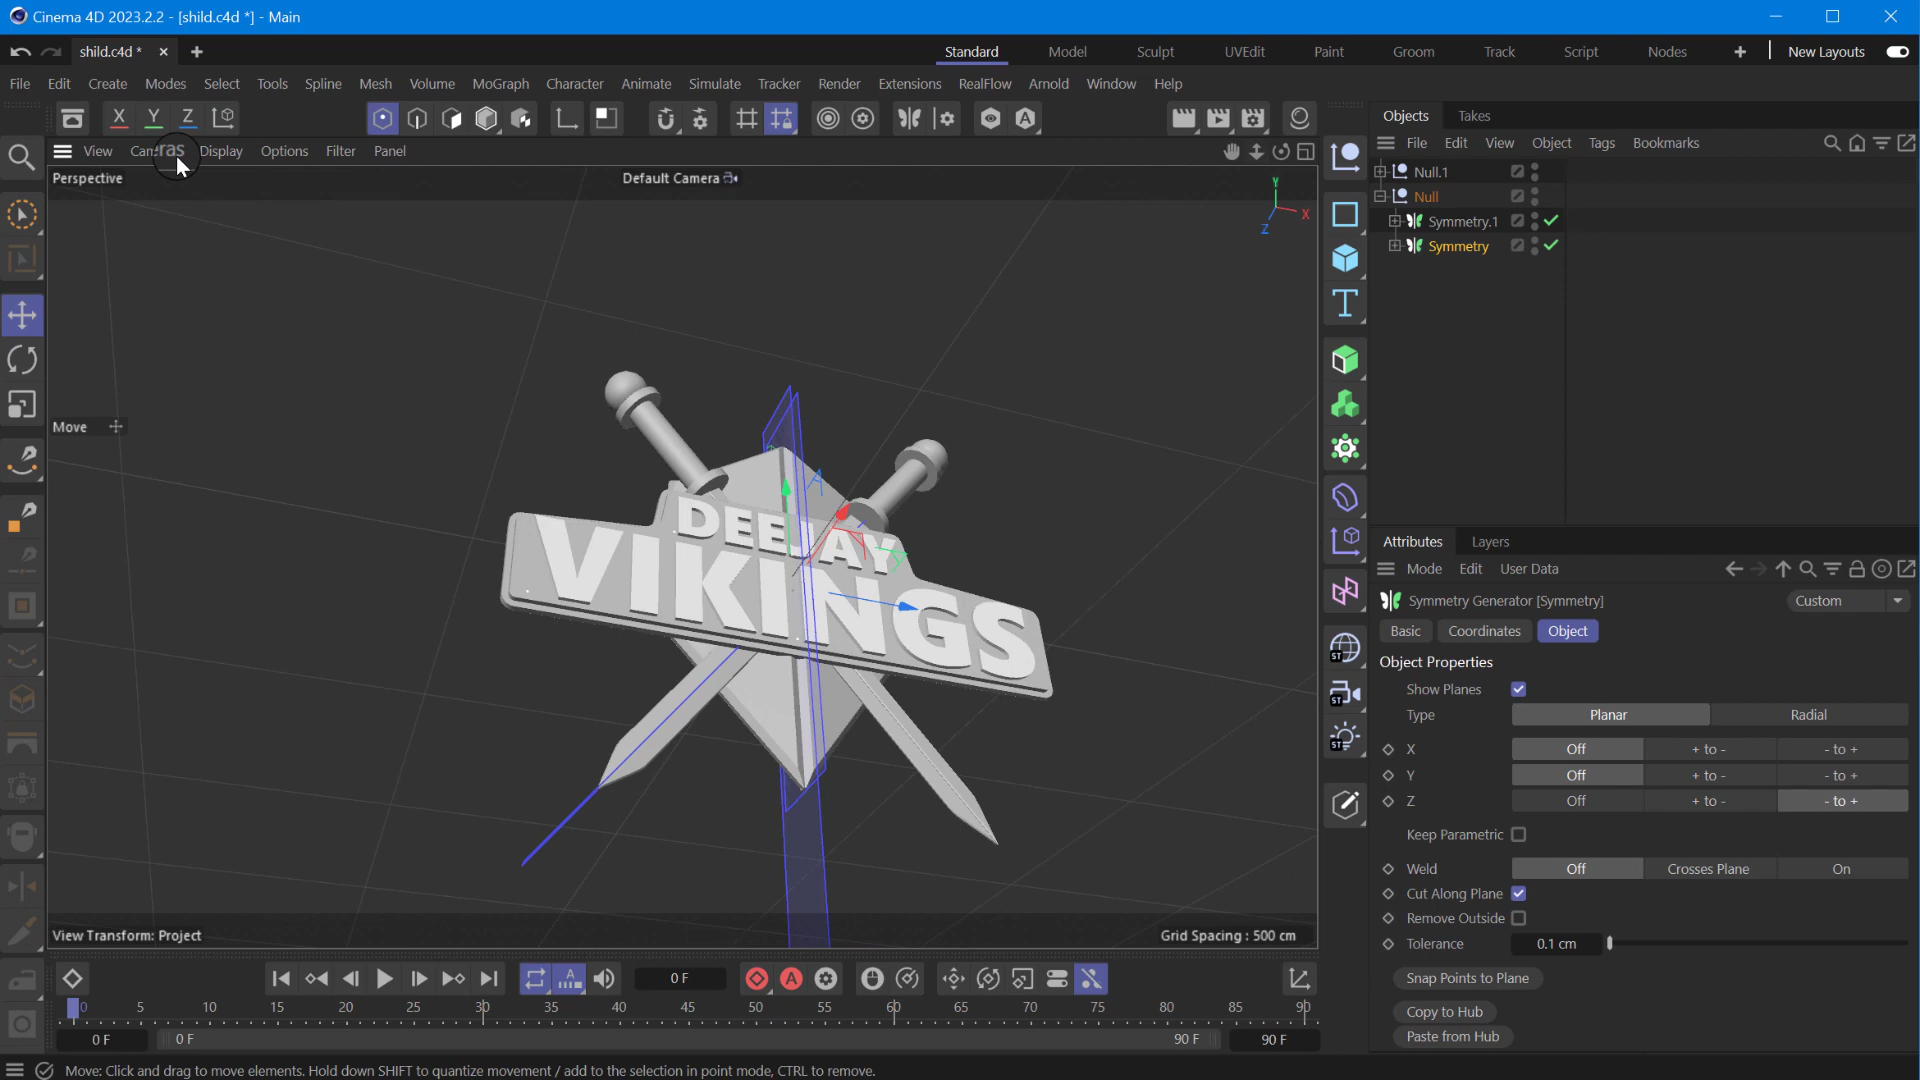 Cinema 4D 2023.2.2 - [shild.c4d *] - Main
shild.c4d *
Standard Model Sculpt UVEdit Paint Groom Track Script Nodes New Layouts
File Edit Create Modes Select Tools Spline Mesh Volume MoGraph Character Animate Simulate Tracker Render Extensions RealFlow Arnold Window Help
X Y Z
Objects Takes
View Cameras Display Options Filter Panel
File Edit View Object Tags Bookmarks
Perspective
Default Camera
Y
X
Z
Null.1
Null
Symmetry.1
Symmetry
Move
DEEJAY
VIKINGS
Attributes Layers
Mode Edit User Data
Symmetry Generator [Symmetry]
Custom
Basic Coordinates Object
Object Properties
Show Planes
Type Planar Radial
X Off + to - - to +
Y Off + to - - to +
Z Off + to - - to +
Keep Parametric
Weld Off Crosses Plane On
Cut Along Plane
Remove Outside
Tolerance 0.1 cm
Snap Points to Plane
Copy to Hub
Paste from Hub
ST
ST
ST
View Transform: Project
Grid Spacing : 500 cm
0 F
0 5 10 15 20 25 30 35 40 45 50 55 60 65 70 75 80 85 90
0 F 0 F 90 F 90 F
Move: Click and drag to move elements. Hold down SHIFT to quantize movement / add to the selection in point mode, CTRL to remove.